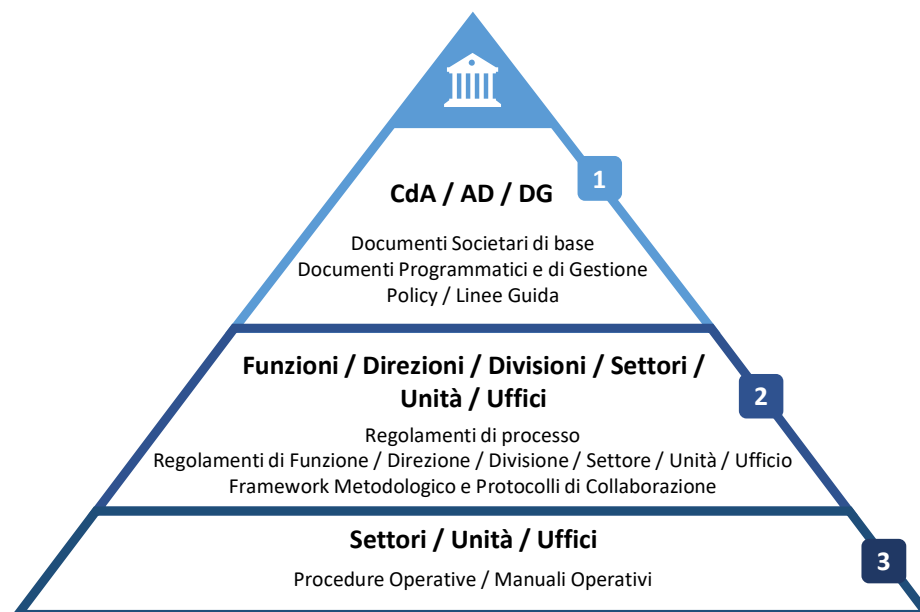 1
CdA / AD / DG
Documenti Societari di base
Documenti Programmatici e di Gestione
Policy / Linee Guida
Funzioni / Direzioni / Divisioni / Settori /
Unità / Uffici
2
Regolamenti di processo
Regolamenti di Funzione / Direzione / Divisione / Settore / Unità / Ufficio
Framework Metodologico e Protocolli di Collaborazione
Settori / Unità / Uffici
3
Procedure Operative / Manuali Operativi